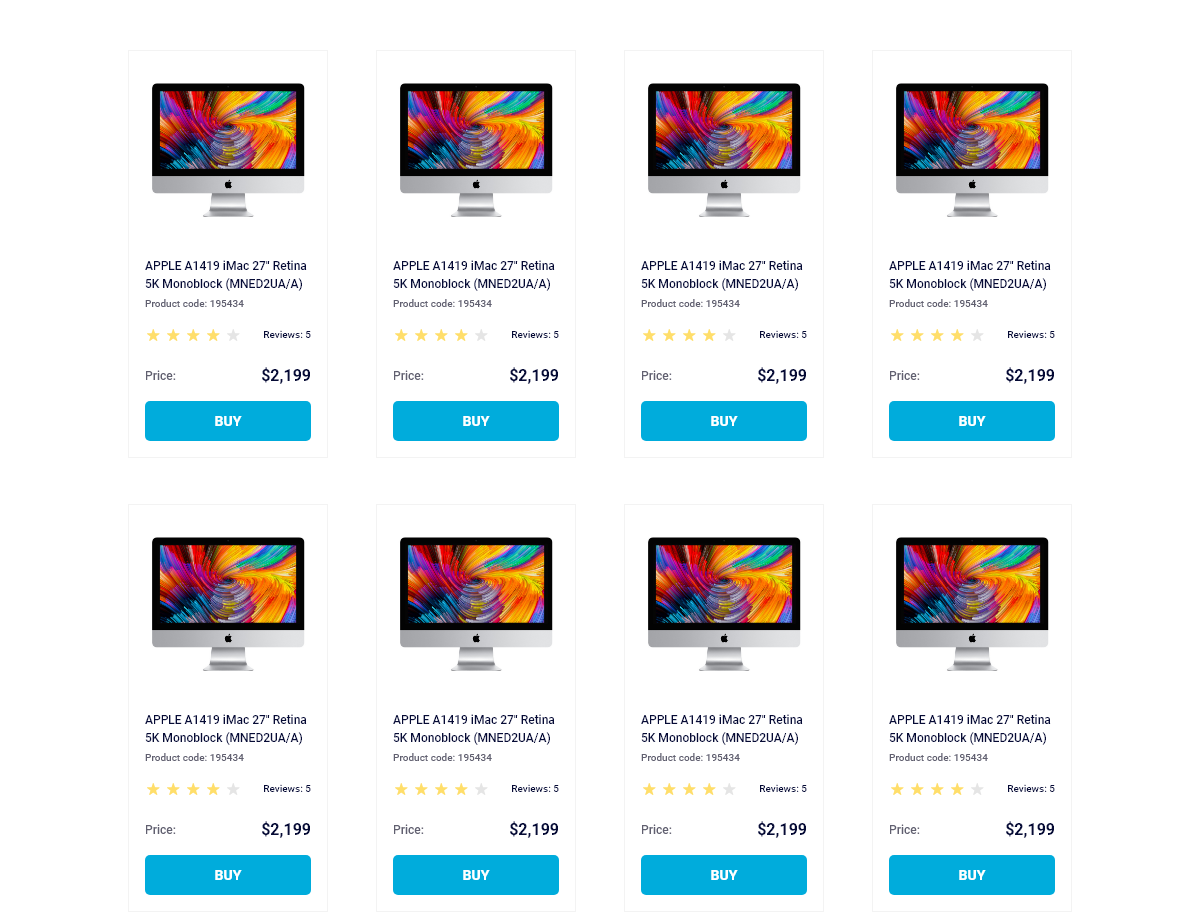 APPLE A1419 iMac 27" Retina
5K Monoblock (MNED2UA/A)
Product code: 195434
Reviews: 5
Price: $2,199
BUY
APPLE A1419 iMac 27" Retina
5K Monoblock (MNED2UA/A)
Product code: 195434
Reviews: 5
Price: $2,199
BUY
APPLE A1419 iMac 27" Retina
5K Monoblock (MNED2UA/A)
Product code: 195434
Reviews: 5
Price: $2,199
BUY
APPLE A1419 iMac 27" Retina
5K Monoblock (MNED2UA/A)
Product code: 195434
Reviews: 5
Price: $2,199
BUY
APPLE A1419 iMac 27" Retina
5K Monoblock (MNED2UA/A)
Product code: 195434
Reviews: 5
Price: $2,199
BUY
APPLE A1419 iMac 27" Retina
5K Monoblock (MNED2UA/A)
Product code: 195434
Reviews: 5
Price: $2,199
BUY
APPLE A1419 iMac 27" Retina
5K Monoblock (MNED2UA/A)
Product code: 195434
Reviews: 5
Price: $2,199
BUY
APPLE A1419 iMac 27" Retina
5K Monoblock (MNED2UA/A)
Product code: 195434
Reviews: 5
Price: $2,199
BUY